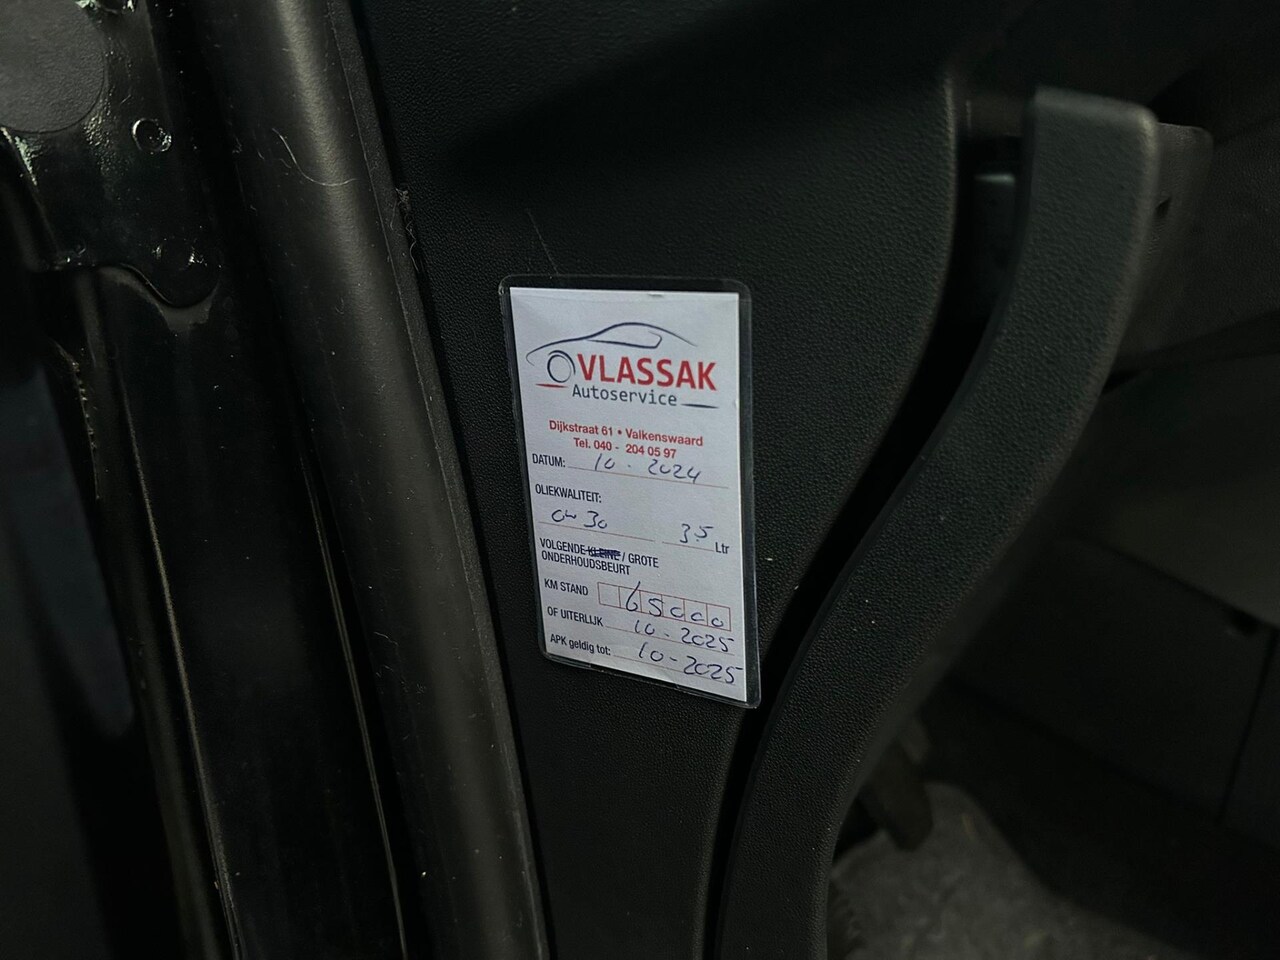 VLASSAK
Autoservice
Dijkstraat 61 • Valkenswaard
Tel. 040 - 204 05 97
DATUM: 10 - 2024
OLIEKWALITEIT:
0W 30 3.5 Ltr
VOLGENDE KLEINE / GROTE
ONDERHOUDSBEURT
KM STAND 65000
OF UITERLIJK 10 - 2025
APK geldig tot: 10 - 2025